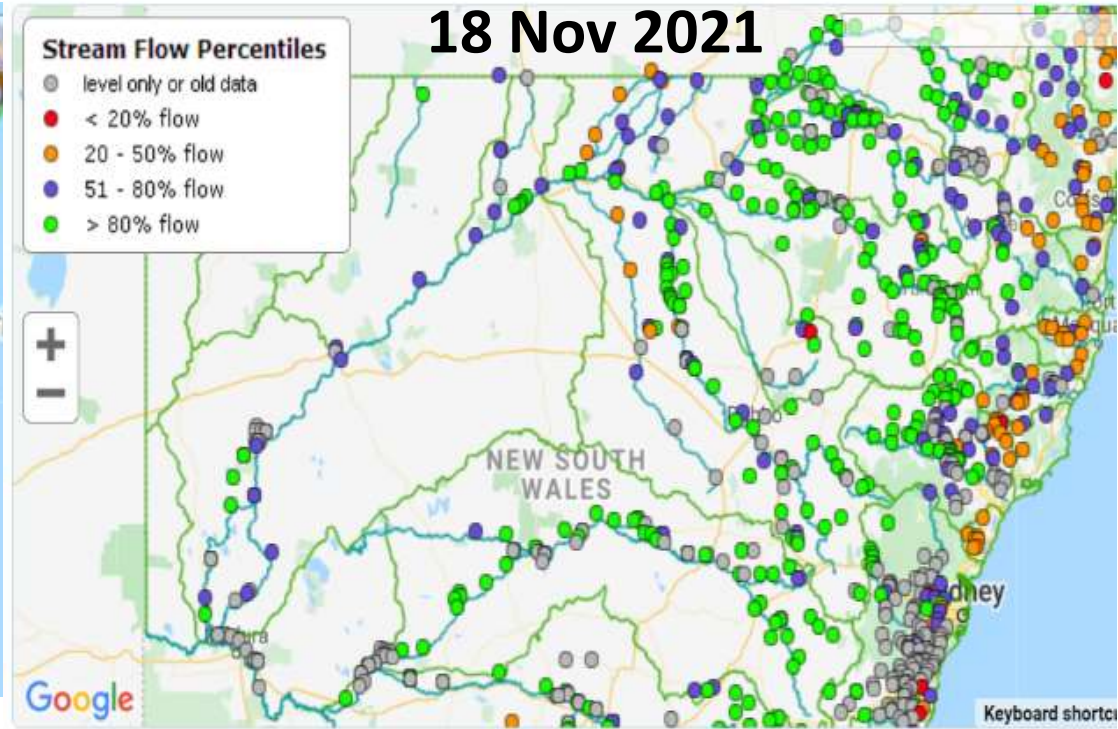 18 Nov 2021
Stream Flow Percentiles
level only or old data
< 20% flow
20 - 50% flow
51 - 80% flow
> 80% flow
+
−
NEW SOUTH
WALES
dney
Google
Keyboard shortcu